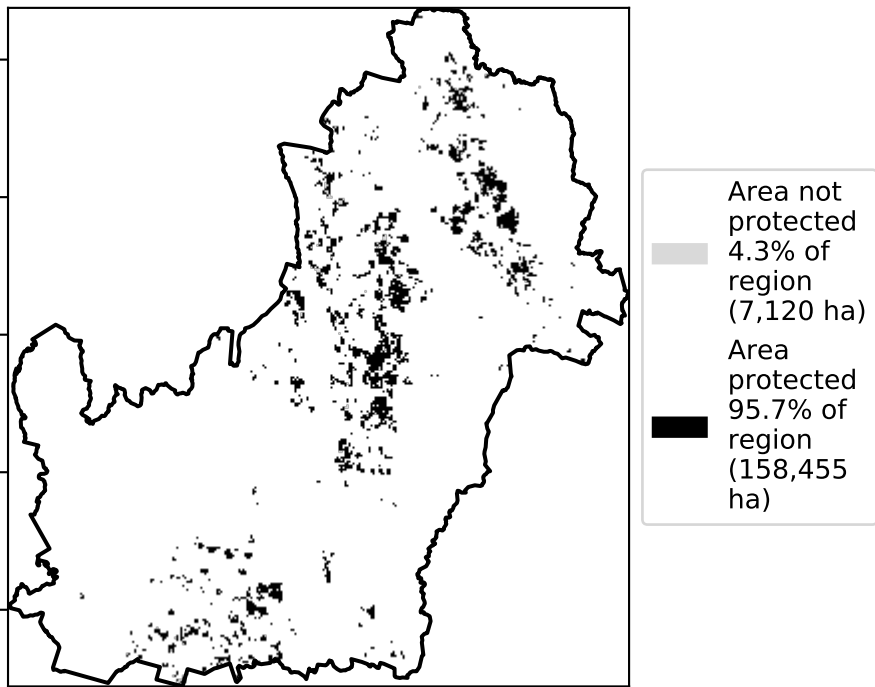 Area not
protected
4.3% of
region
(7,120 ha)
Area
protected
95.7% of
region
(158,455
ha)